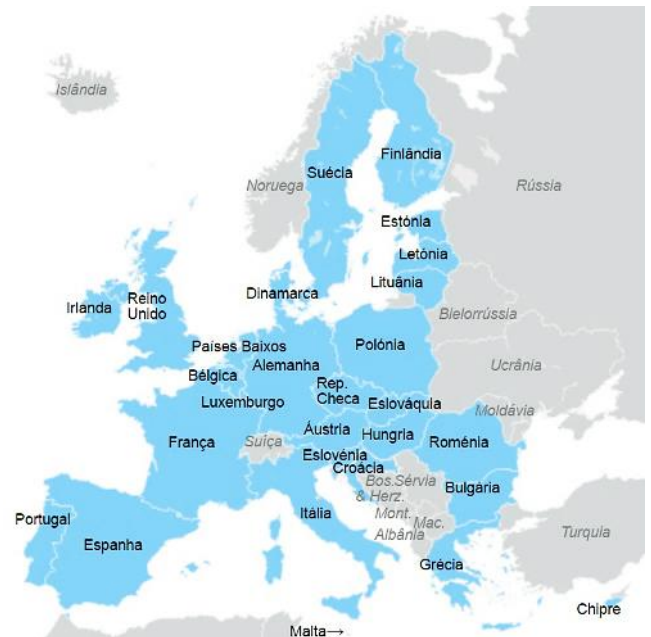 Islândia
Finlândia
Suécia
Noruega
Rússia
Estónia
Letónia
Lituânia
Dinamarca
Irlanda
Reino
Unido
Bielorrússia
Países Baixos
Polónia
Alemanha
Ucrânia
Bélgica
Rep.
Checa
Luxemburgo
Eslováquia
Moldávia
Áustria
Hungria
Roménia
França
Suíça
Eslovénia
Croácia
Bos.
& Herz.
Sérvia
Bulgária
Mont.
Mac.
Albânia
Itália
Portugal
Espanha
Turquia
Grécia
Chipre
Malta→